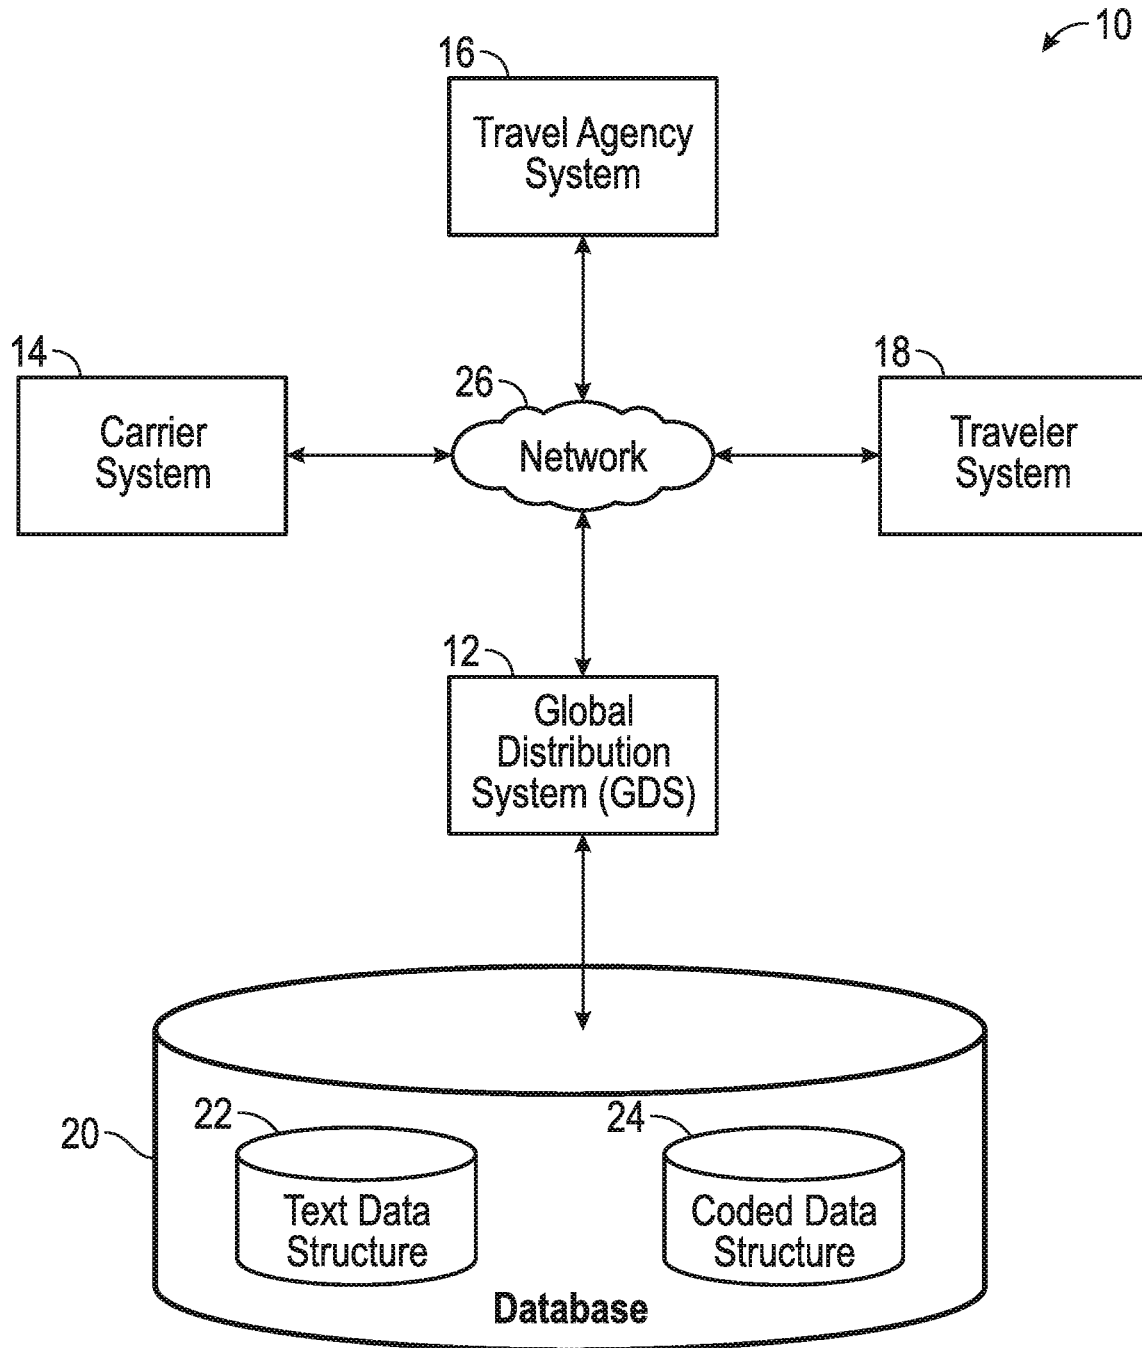 10
16
Travel Agency
System
14
Carrier
System
26
Network
18
Traveler
System
12
Global
Distribution
System (GDS)
20
22
Text Data
Structure
24
Coded Data
Structure
Database